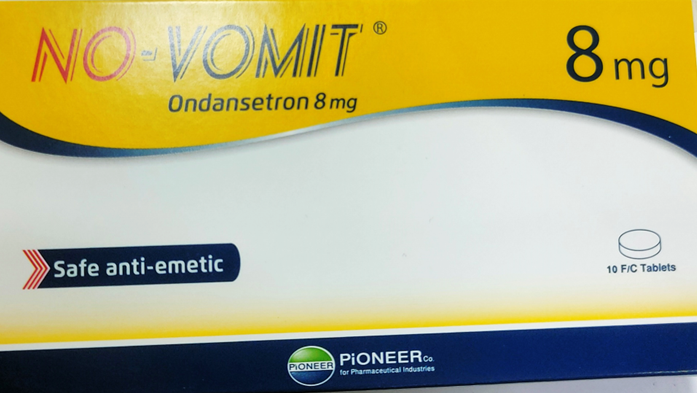 NO-VOMIT ®
8 mg
Ondansetron 8 mg
Safe anti-emetic
10 F/C Tablets
PiONEER
PiONEER Co.
for Pharmaceutical Industries